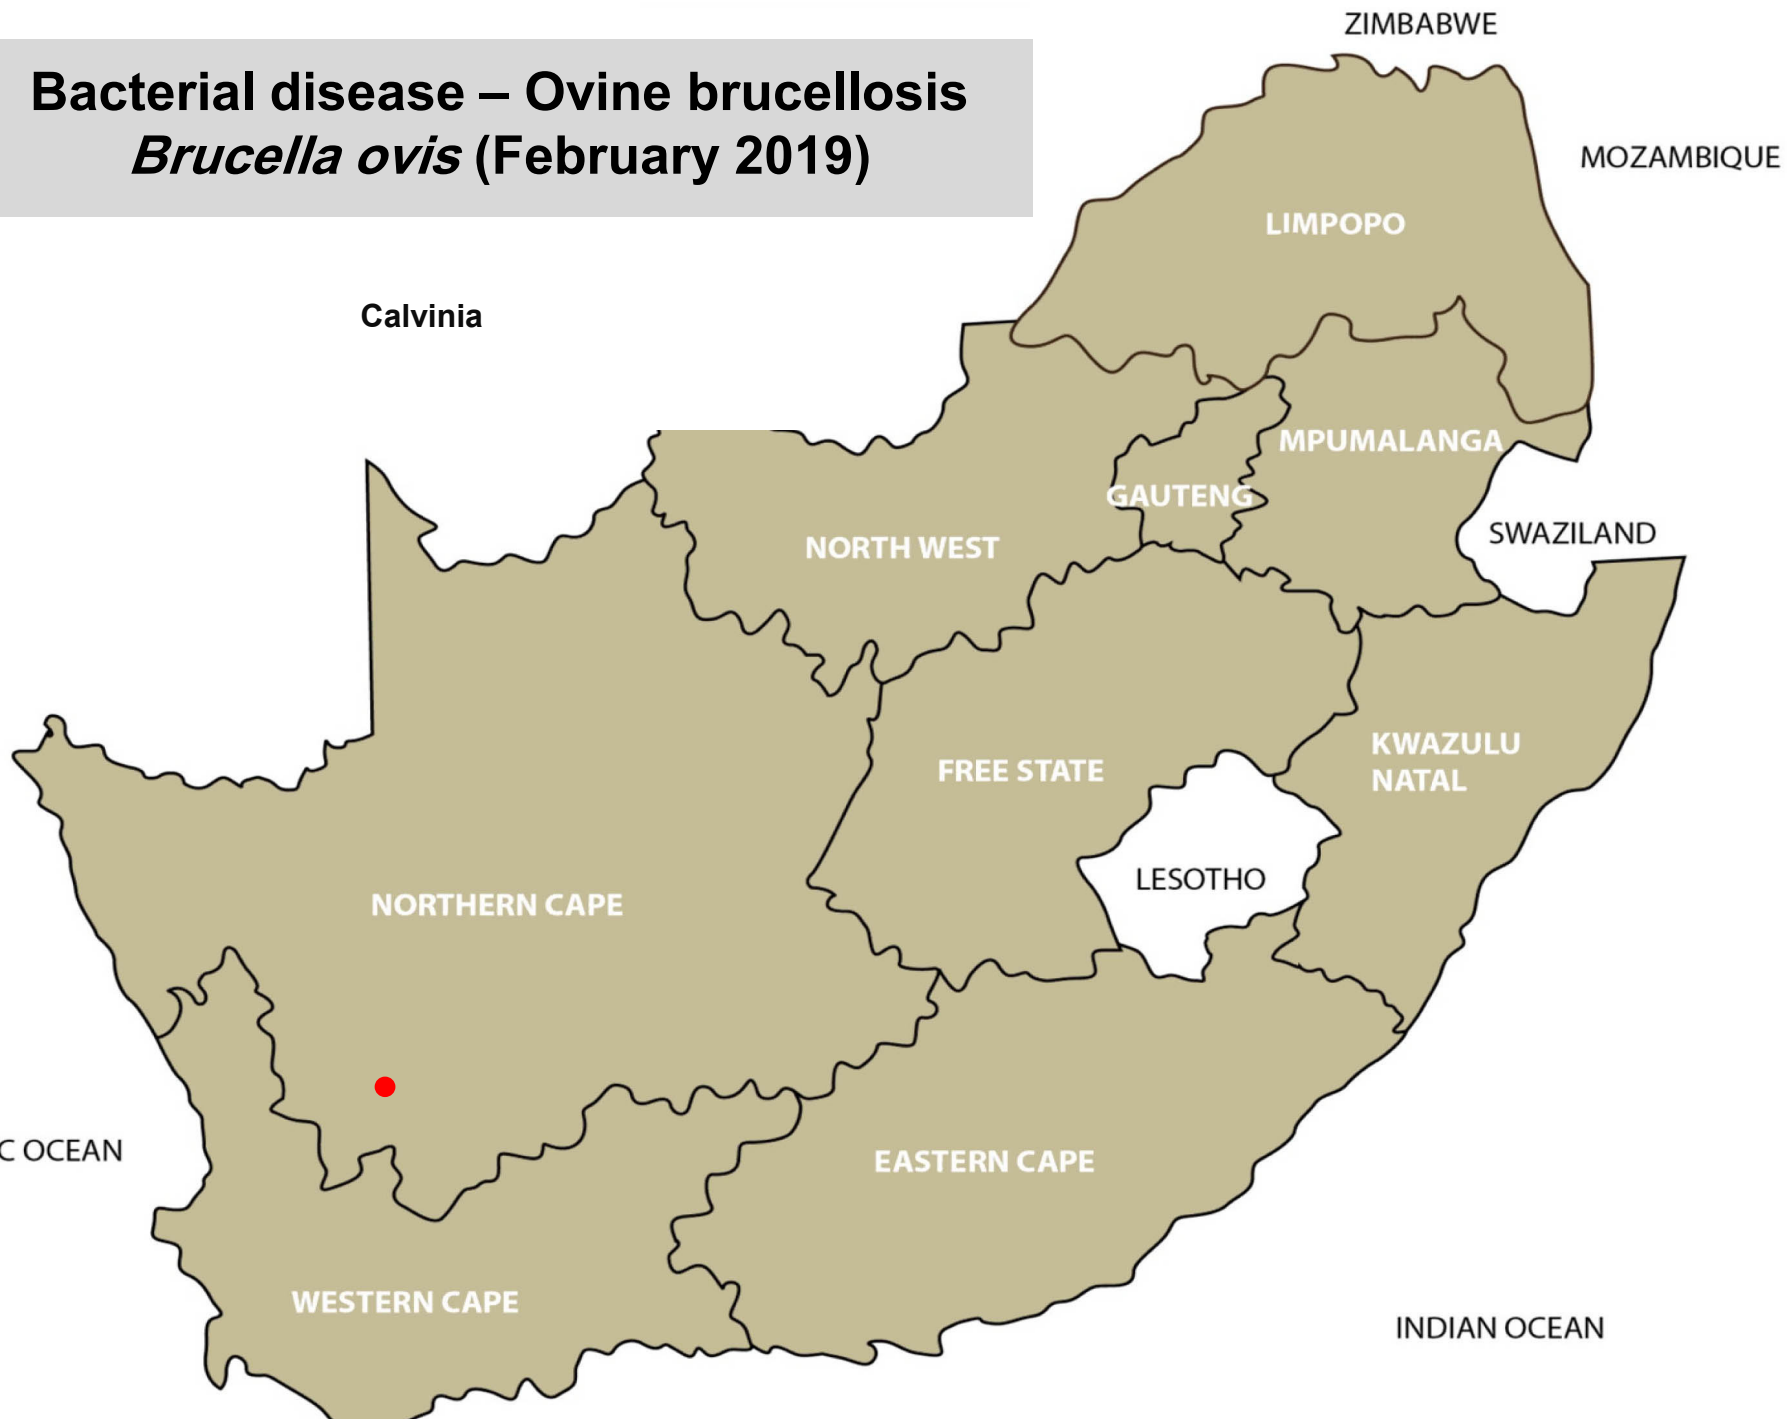 ZIMBABWE
Bacterial disease – Ovine brucellosis
Brucella ovis (February 2019)
MOZAMBIQUE
LIMPOPO
Calvinia
MPUMALANGA
GAUTENG
SWAZILAND
NORTH WEST
KWAZULU
NATAL
FREE STATE
LESOTHO
NORTHERN CAPE
C OCEAN
EASTERN CAPE
WESTERN CAPE
INDIAN OCEAN